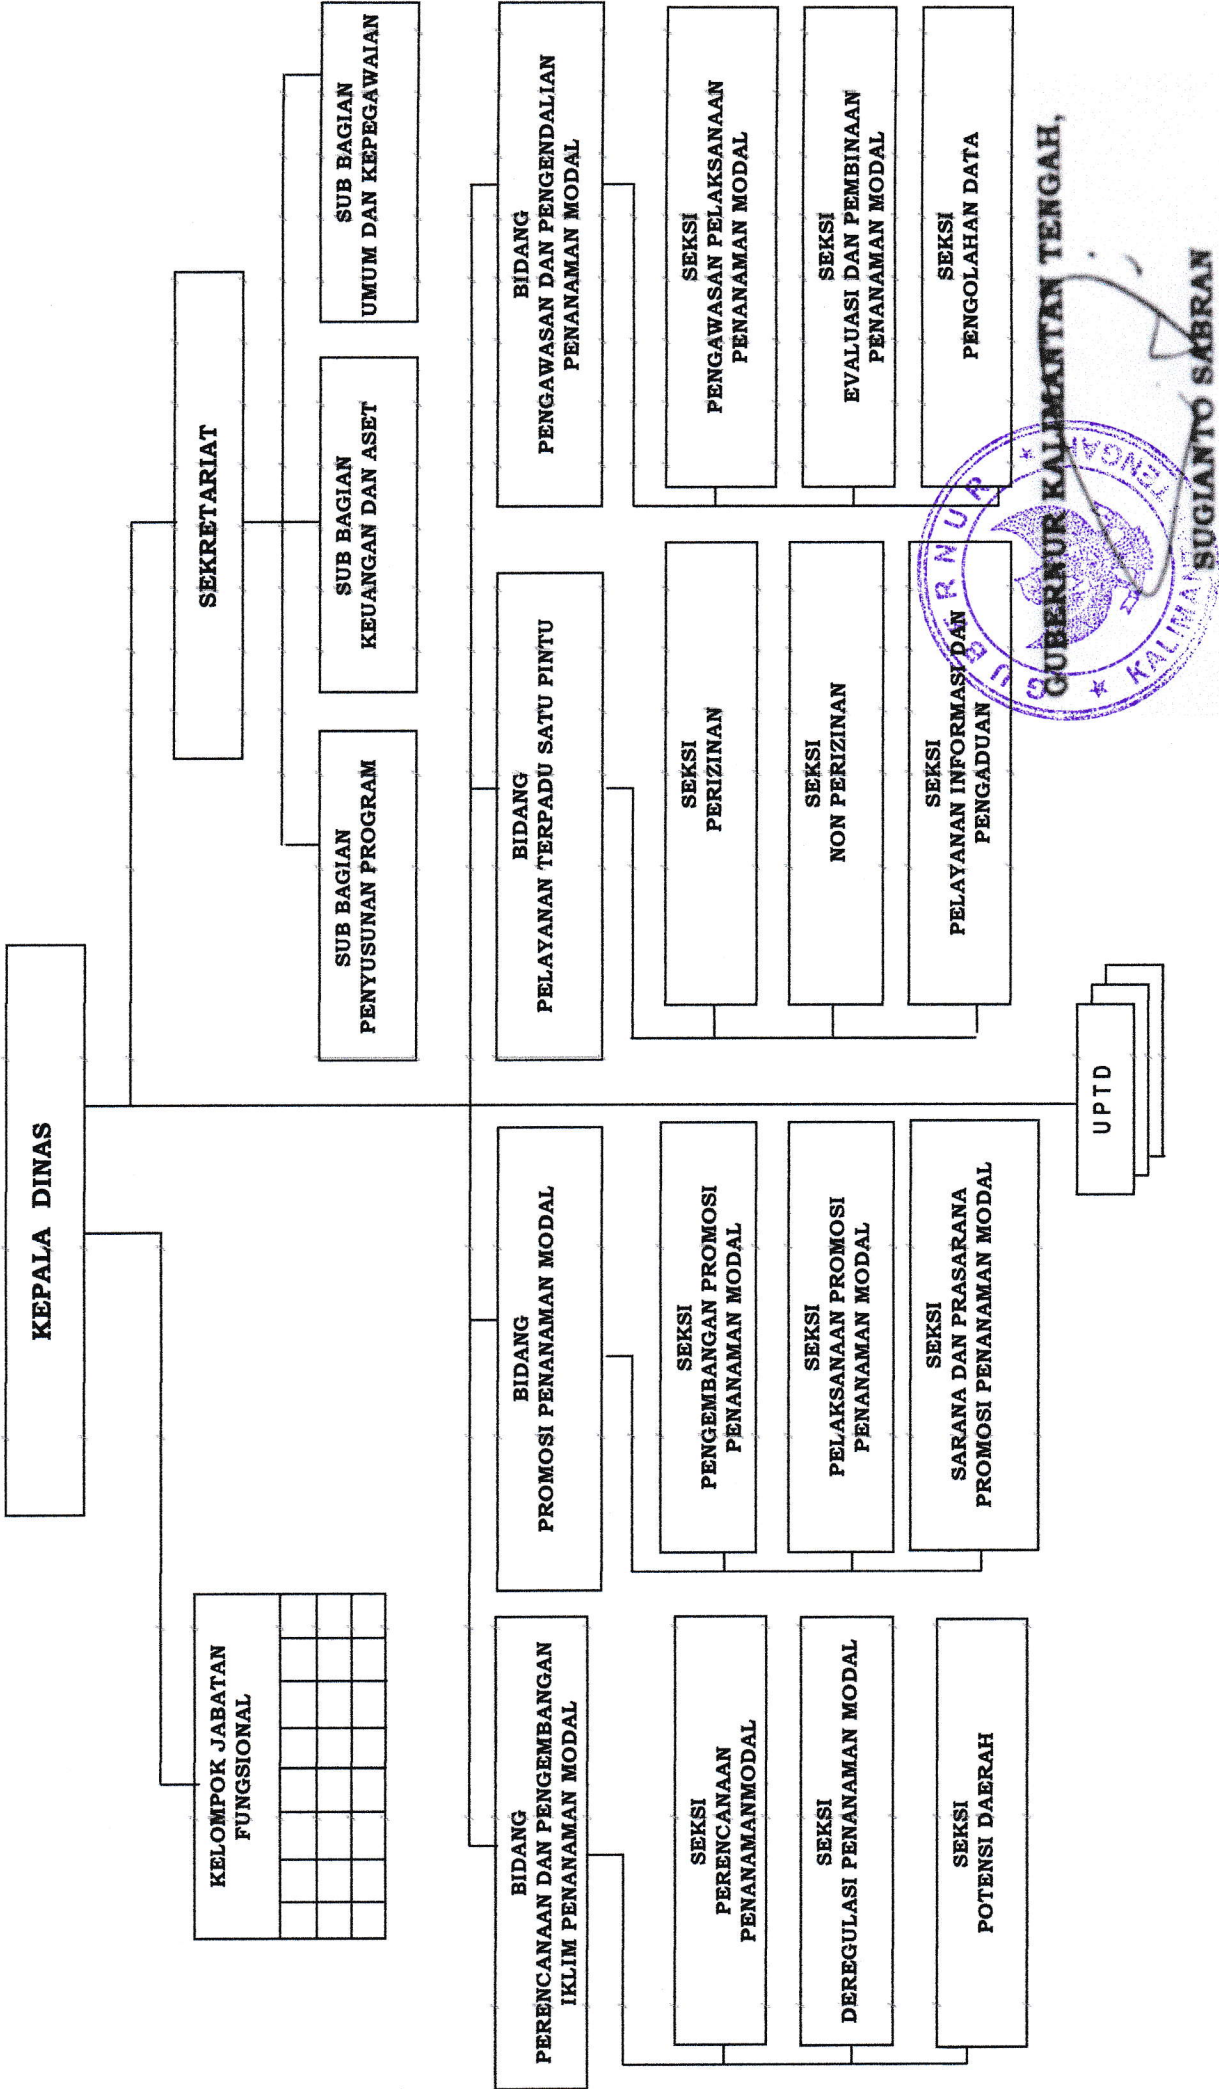 KEPALA DINAS
KELOMPOK JABATAN
FUNGSIONAL
SEKRETARIAT
SUB BAGIAN
PENYUSUNAN PROGRAM
SUB BAGIAN
KEUANGAN DAN ASET
SUB BAGIAN
UMUM DAN KEPEGAWAIAN
BIDANG
PERENCANAAN DAN PENGEMBANGAN
IKLIM PENANAMAN MODAL
SEKSI
PERENCANAAN
PENANAMANMODAL
SEKSI
DEREGULASI PENANAMAN MODAL
SEKSI
POTENSI DAERAH
BIDANG
PROMOSI PENANAMAN MODAL
SEKSI
PENGEMBANGAN PROMOSI
PENANAMAN MODAL
SEKSI
PELAKSANAAN PROMOSI
PENANAMAN MODAL
SEKSI
SARANA DAN PRASARANA
PROMOSI PENANAMAN MODAL
BIDANG
PELAYANAN TERPADU SATU PINTU
SEKSI
PERIZINAN
SEKSI
NON PERIZINAN
SEKSI
PELAYANAN INFORMASI DAN
PENGADUAN
BIDANG
PENGAWASAN DAN PENGENDALIAN
PENANAMAN MODAL
SEKSI
PENGAWASAN PELAKSANAAN
PENANAMAN MODAL
SEKSI
EVALUASI DAN PEMBINAAN
PENANAMAN MODAL
SEKSI
PENGOLAHAN DATA
UPTD
GUBERNUR KALIMANTAN TENGAH,
GUBERNUR
SUGIANTO SABRAN